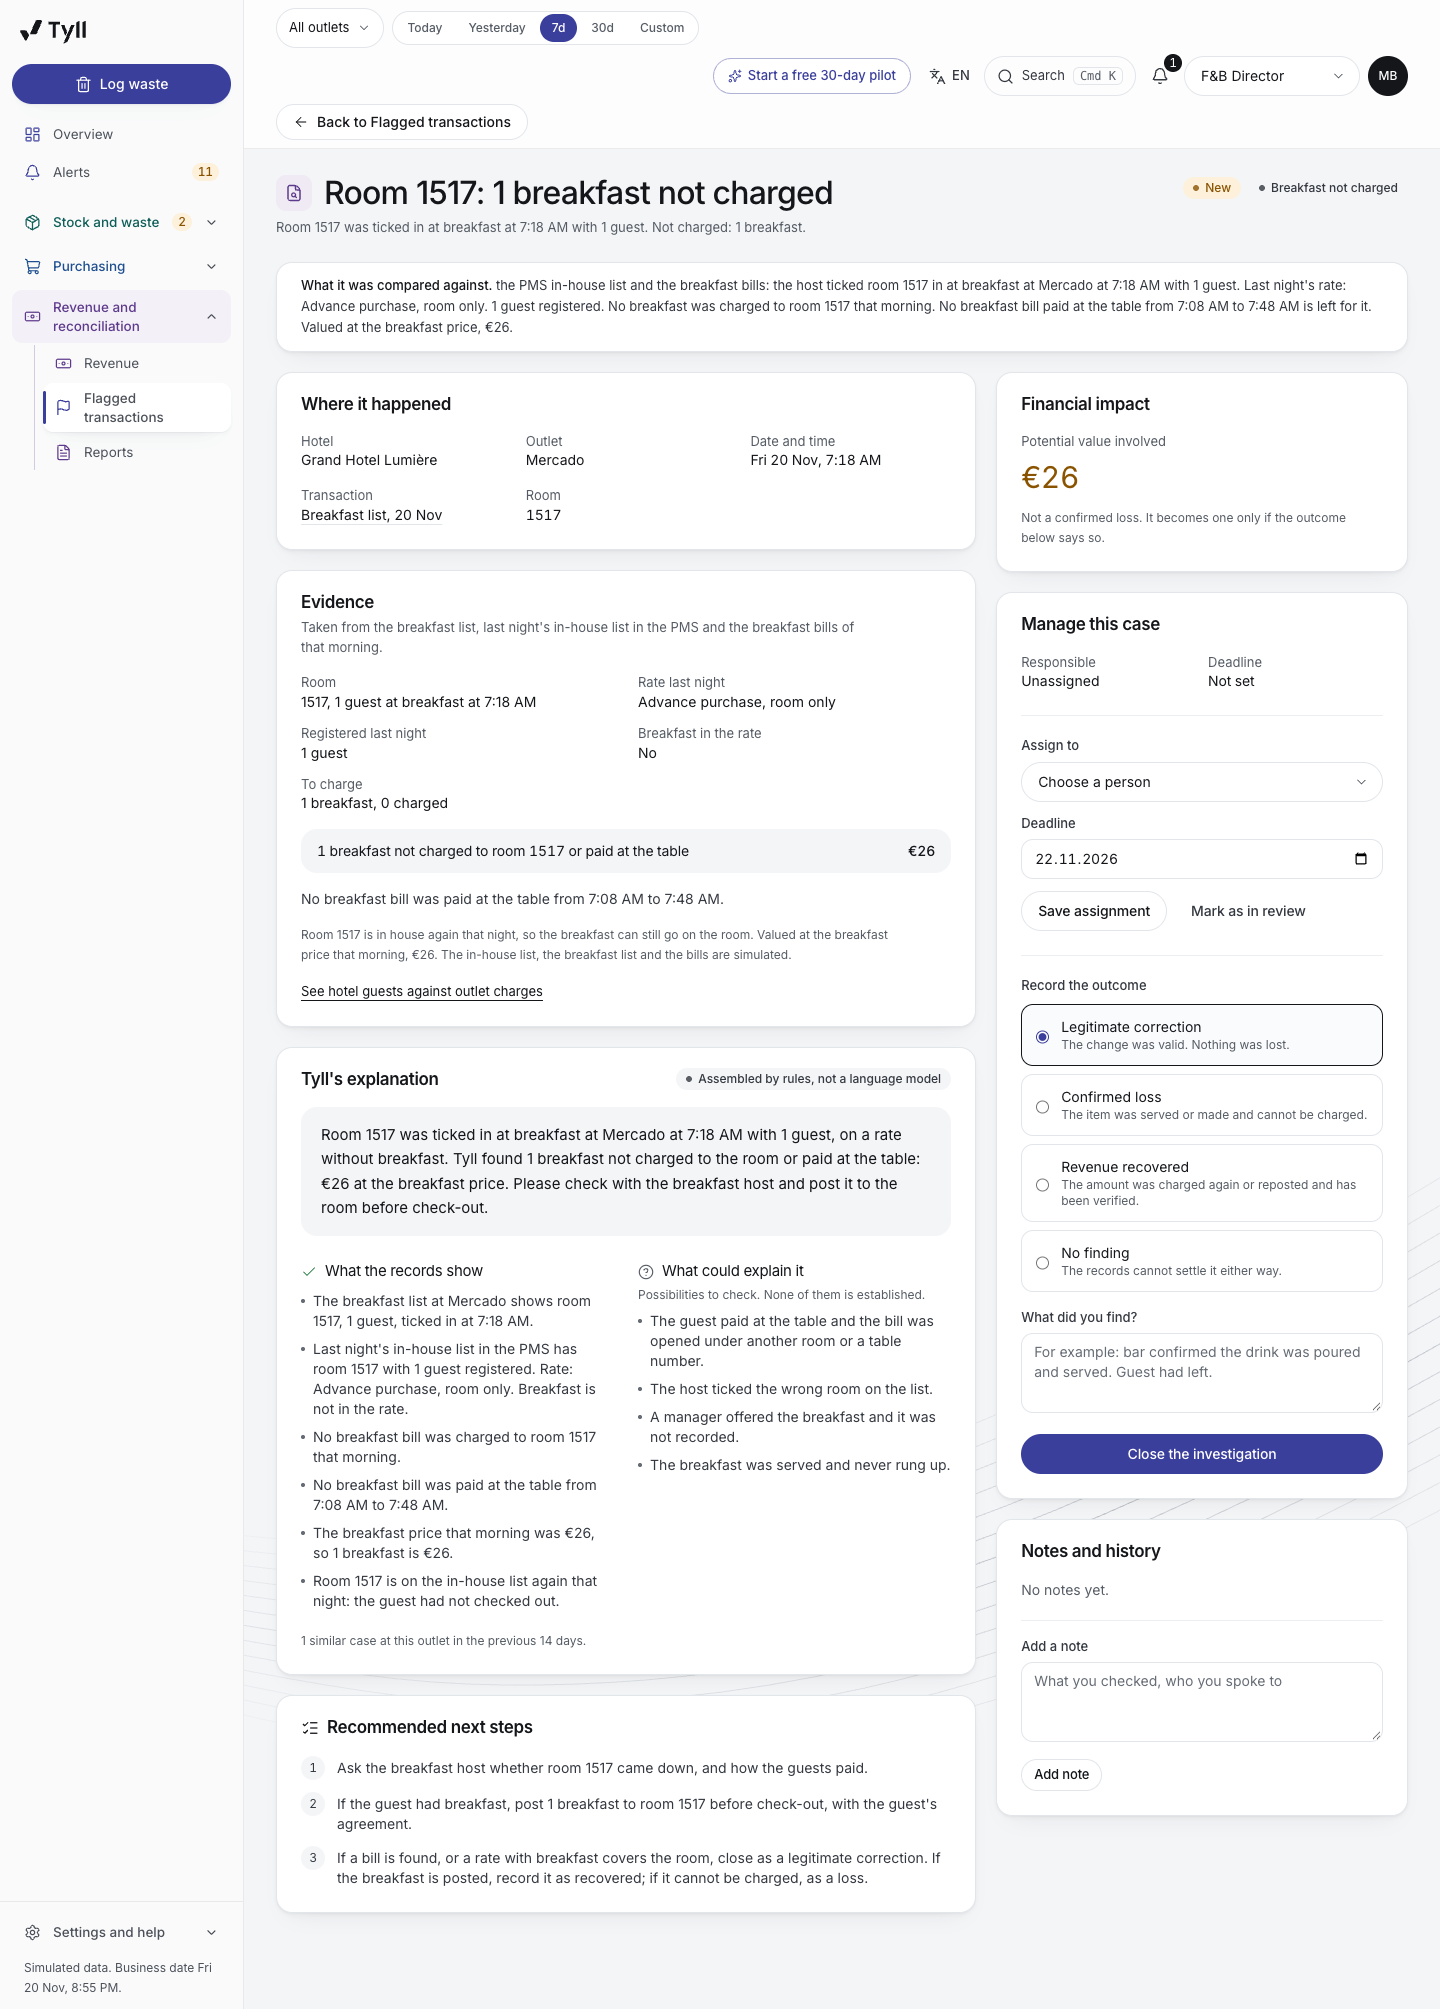 Tyll
Log waste
Overview
Alerts
11
Stock and waste
2
Purchasing
Revenue and
reconciliation
Revenue
Flagged
transactions
Reports
Settings and help
Simulated data. Business date Fri
20 Nov, 8:55 PM.
All outlets
Today
Yesterday
7d
30d
Custom
Start a free 30-day pilot
EN
Search
Cmd K
1
F&B Director
MB
Back to Flagged transactions
Room 1517: 1 breakfast not charged
New
Breakfast not charged
Room 1517 was ticked in at breakfast at 7:18 AM with 1 guest. Not charged: 1 breakfast.
What it was compared against. the PMS in-house list and the breakfast bills: the host ticked room 1517 in at breakfast at Mercado at 7:18 AM with 1 guest. Last night's rate:
Advance purchase, room only. 1 guest registered. No breakfast was charged to room 1517 that morning. No breakfast bill paid at the table from 7:08 AM to 7:48 AM is left for it.
Valued at the breakfast price, €26.
Where it happened
Hotel
Grand Hotel Lumière
Outlet
Mercado
Date and time
Fri 20 Nov, 7:18 AM
Transaction
Breakfast list, 20 Nov
Room
1517
Evidence
Taken from the breakfast list, last night's in-house list in the PMS and the breakfast bills of
that morning.
Room
1517, 1 guest at breakfast at 7:18 AM
Rate last night
Advance purchase, room only
Registered last night
1 guest
Breakfast in the rate
No
To charge
1 breakfast, 0 charged
1 breakfast not charged to room 1517 or paid at the table
€26
No breakfast bill was paid at the table from 7:08 AM to 7:48 AM.
Room 1517 is in house again that night, so the breakfast can still go on the room. Valued at the breakfast
price that morning, €26. The in-house list, the breakfast list and the bills are simulated.
See hotel guests against outlet charges
Tyll's explanation
Assembled by rules, not a language model
Room 1517 was ticked in at breakfast at Mercado at 7:18 AM with 1 guest, on a rate
without breakfast. Tyll found 1 breakfast not charged to the room or paid at the table:
€26 at the breakfast price. Please check with the breakfast host and post it to the
room before check-out.
What the records show
The breakfast list at Mercado shows room
1517, 1 guest, ticked in at 7:18 AM.
Last night's in-house list in the PMS has
room 1517 with 1 guest registered. Rate:
Advance purchase, room only. Breakfast is
not in the rate.
No breakfast bill was charged to room 1517
that morning.
No breakfast bill was paid at the table from
7:08 AM to 7:48 AM.
The breakfast price that morning was €26,
so 1 breakfast is €26.
Room 1517 is on the in-house list again that
night: the guest had not checked out.
What could explain it
Possibilities to check. None of them is established.
The guest paid at the table and the bill was
opened under another room or a table
number.
The host ticked the wrong room on the list.
A manager offered the breakfast and it was
not recorded.
The breakfast was served and never rung up.
1 similar case at this outlet in the previous 14 days.
Recommended next steps
1
Ask the breakfast host whether room 1517 came down, and how the guests paid.
2
If the guest had breakfast, post 1 breakfast to room 1517 before check-out, with the guest's
agreement.
3
If a bill is found, or a rate with breakfast covers the room, close as a legitimate correction. If
the breakfast is posted, record it as recovered; if it cannot be charged, as a loss.
Financial impact
Potential value involved
€26
Not a confirmed loss. It becomes one only if the outcome
below says so.
Manage this case
Responsible
Unassigned
Deadline
Not set
Assign to
Choose a person
Deadline
22.11.2026
Save assignment
Mark as in review
Record the outcome
Legitimate correction
The change was valid. Nothing was lost.
Confirmed loss
The item was served or made and cannot be charged.
Revenue recovered
The amount was charged again or reposted and has
been verified.
No finding
The records cannot settle it either way.
What did you find?
For example: bar confirmed the drink was poured
and served. Guest had left.
Close the investigation
Notes and history
No notes yet.
Add a note
What you checked, who you spoke to
Add note